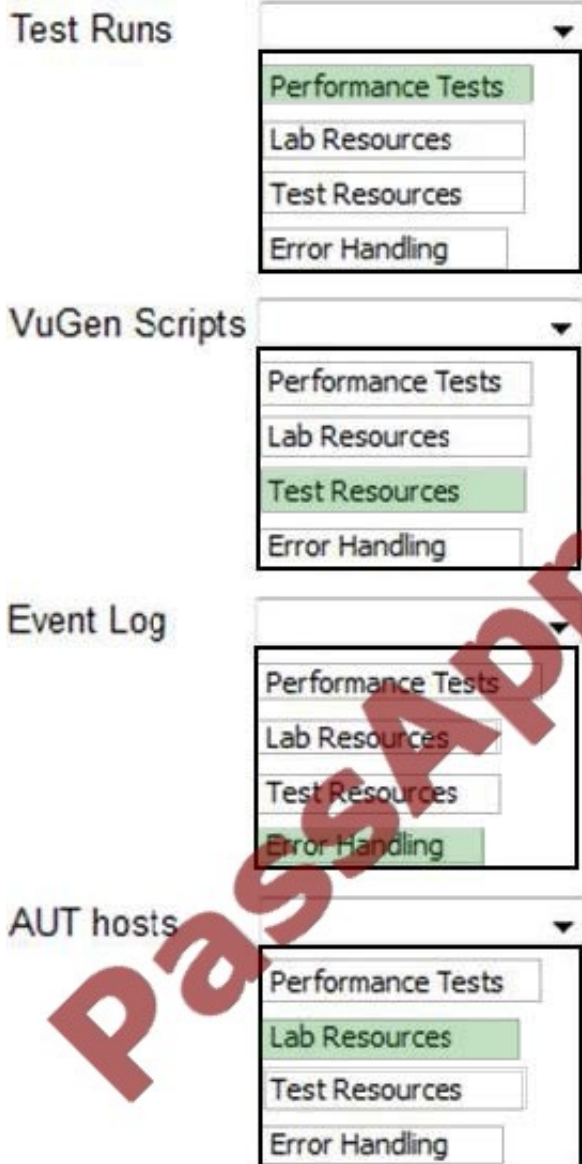 Test Runs
Performance Tests
Lab Resources
Test Resources
Error Handling
VuGen Scripts
Performance Tests
Lab Resources
Test Resources
Error Handling
Event Log
Performance Tests
Lab Resources
Test Resources
Error Handling
AUT hosts
Performance Tests
Lab Resources
Test Resources
Error Handling